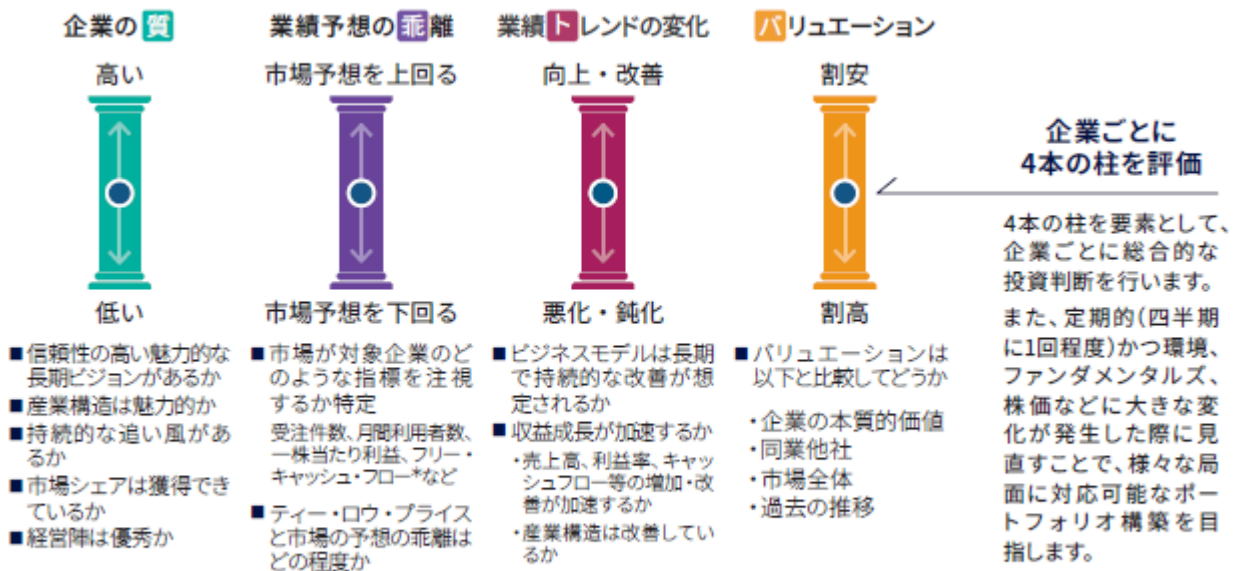 企業の質
高い
低い
■信頼性の高い魅力的な
長期ビジョンがあるか
■産業構造は魅力的か
■持続的な追い風があ
るか
■市場シェアは獲得でき
ているか
■経営陣は優秀か
業績予想の乖離
市場予想を上回る
市場予想を下回る
■市場が対象企業のど
のような指標を注視
するか特定
受注件数、月間利用者数、
一株当たり利益、フリー・
キャッシュ・フロー*など
■ティー・ロウ・プライス
と市場の予想の乖離は
どの程度か
業績トレンドの変化
向上・改善
悪化・鈍化
■ビジネスモデルは長期
で持続的な改善が想
定されるか
■収益成長が加速するか
・売上高、利益率、キャッ
シュフロー等の増加・改
善が加速するか
・産業構造は改善してい
るか
バリュエーション
割安
割高
■バリュエーションは
以下と比較してどうか
・企業の本質的価値
・同業他社
・市場全体
・過去の推移
企業ごとに
4本の柱を評価
4本の柱を要素として、
企業ごとに総合的な
投資判断を行います。
また、定期的(四半期
に1回程度)かつ環境、
ファンダメンタルズ、
株価などに大きな変
化が発生した際に見
直すことで、様々な局
面に対応可能なポー
トフォリオ構築を目
指します。